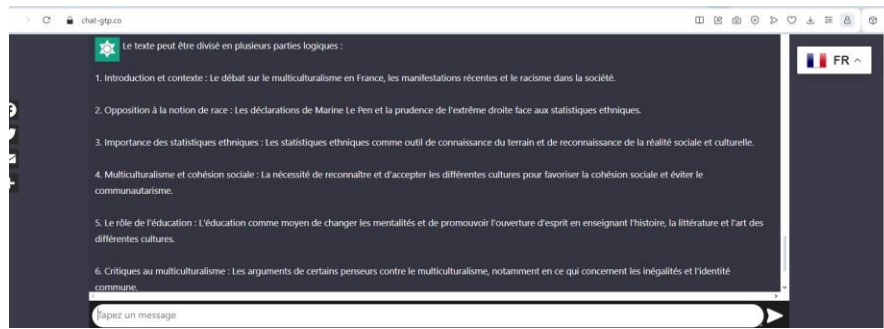 chat-gtp.co
FR
Le texte peut être divisé en plusieurs parties logiques :
1. Introduction et contexte : Le débat sur le multiculturalisme en France, les manifestations récentes et le racisme dans la société.
2. Opposition à la notion de race : Les déclarations de Marine Le Pen et la prudence de l'extrême droite face aux statistiques ethniques.
3. Importance des statistiques ethniques : Les statistiques ethniques comme outil de connaissance du terrain et de reconnaissance de la réalité sociale et culturelle.
4. Multiculturalisme et cohésion sociale : La nécessité de reconnaître et d'accepter les différentes cultures pour favoriser la cohésion sociale et éviter le
communautarisme.
5. Le rôle de l'éducation : L'éducation comme moyen de changer les mentalités et de promouvoir l'ouverture d'esprit en enseignant l'histoire, la littérature et l'art des
différentes cultures.
6. Critiques au multiculturalisme : Les arguments de certains penseurs contre le multiculturalisme, notamment en ce qui concernent les inégalités et l'identité
commune.
Tapez un message